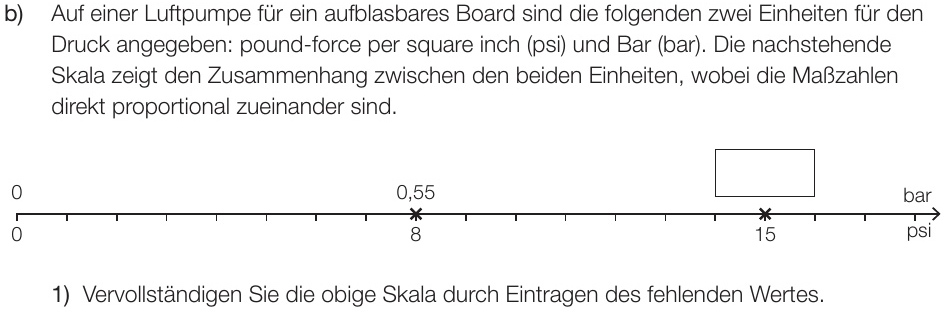 b) Auf einer Luftpumpe für ein aufblasbares Board sind die folgenden zwei Einheiten für den
Druck angegeben: pound-force per square inch (psi) und Bar (bar). Die nachstehende
Skala zeigt den Zusammenhang zwischen den beiden Einheiten, wobei die Maßzahlen
direkt proportional zueinander sind.
0 0,55 bar
0 8 15 psi
1) Vervollständigen Sie die obige Skala durch Eintragen des fehlenden Wertes.